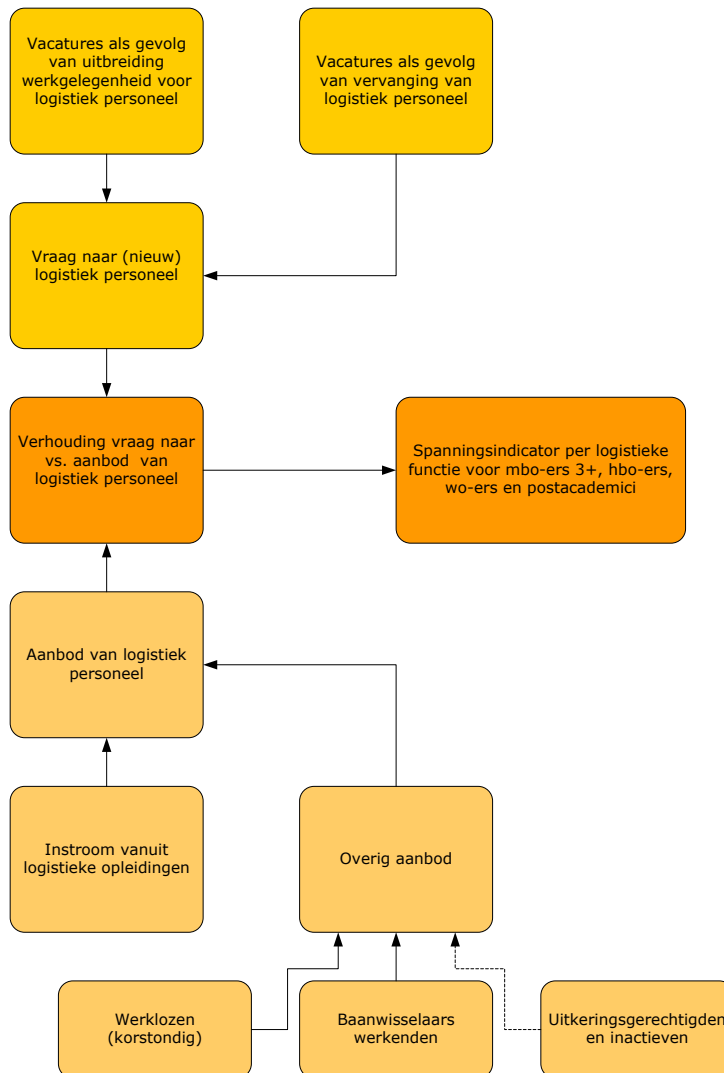 Vacatures als gevolg
van uitbreiding
werkgelegenheid voor
logistiek personeel
Vacatures als gevolg
van vervanging van
logistiek personeel
Vraag naar (nieuw)
logistiek personeel
Verhouding vraag naar
vs. aanbod van
logistiek personeel
Spanningsindicator per logistieke
functie voor mbo-ers 3+, hbo-ers,
wo-ers en postacademici
Aanbod van logistiek
personeel
Instroom vanuit
logistieke opleidingen
Overig aanbod
Werklozen
(korstondig)
Baanwisselaars
werkenden
Uitkeringsgerechtigden
en inactieven